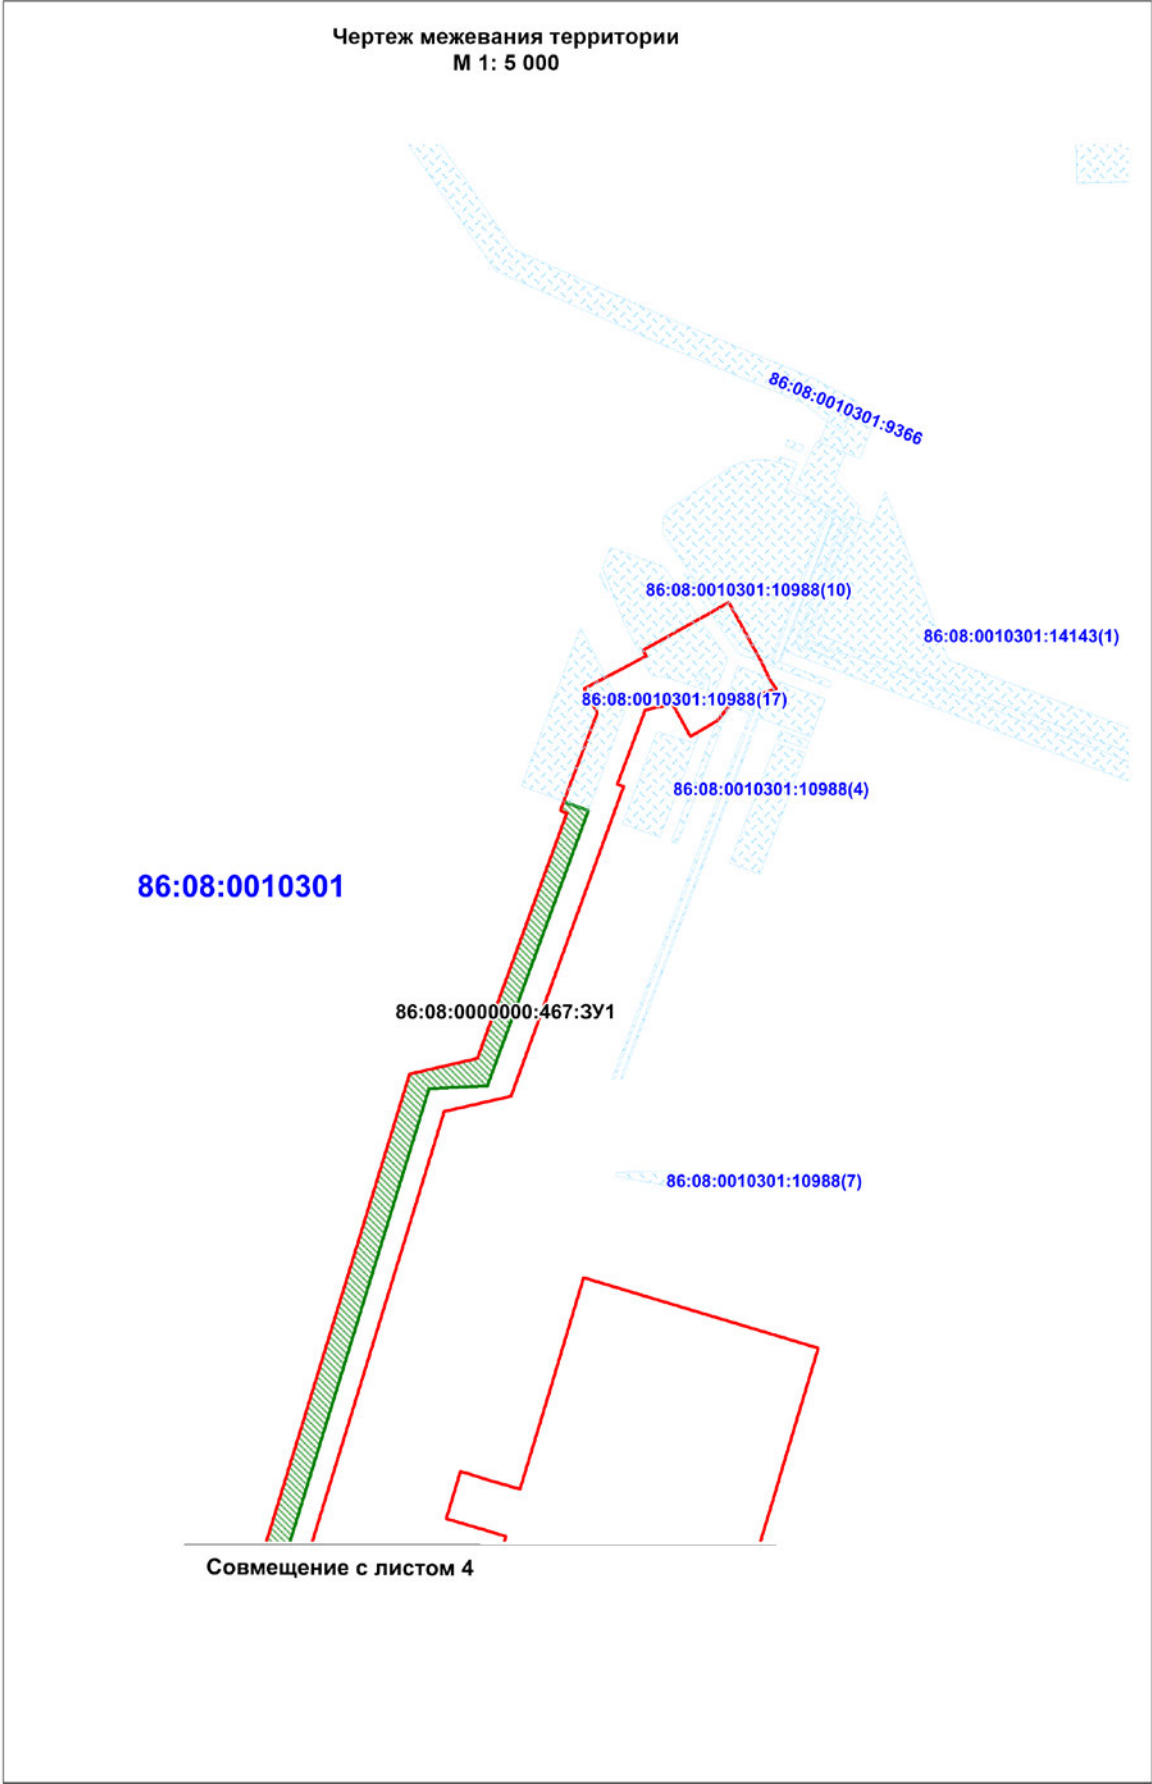 Чертеж межевания территории
М 1: 5 000
86:08:0010301:9366
86:08:0010301:10988(10)
86:08:0010301:14143(1)
86:08:0010301:10988(17)
86:08:0010301:10988(4)
86:08:0010301
86:08:0000000:467:ЗУ1
86:08:0010301:10988(7)
Совмещение с листом 4